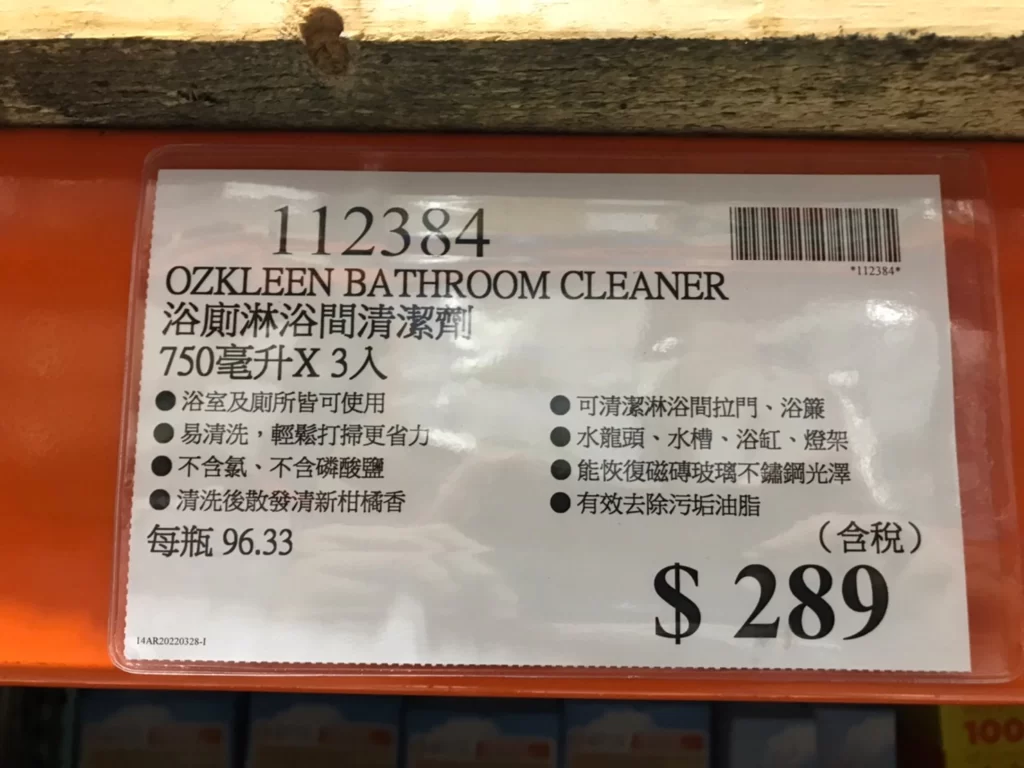 112384
*112384*
OZKLEEN BATHROOM CLEANER
浴廁淋浴間清潔劑
750毫升X 3入
●浴室及廁所皆可使用
●易清洗，輕鬆打掃更省力
●不含氯、不含磷酸鹽
●清洗後散發清新柑橘香
●可清潔淋浴間拉門、浴簾
●水龍頭、水槽、浴缸、燈架
●能恢復磁磚玻璃不鏽鋼光澤
●有效去除污垢油脂
每瓶 96.33
（含稅）
$ 289
14AR20220328-1
100